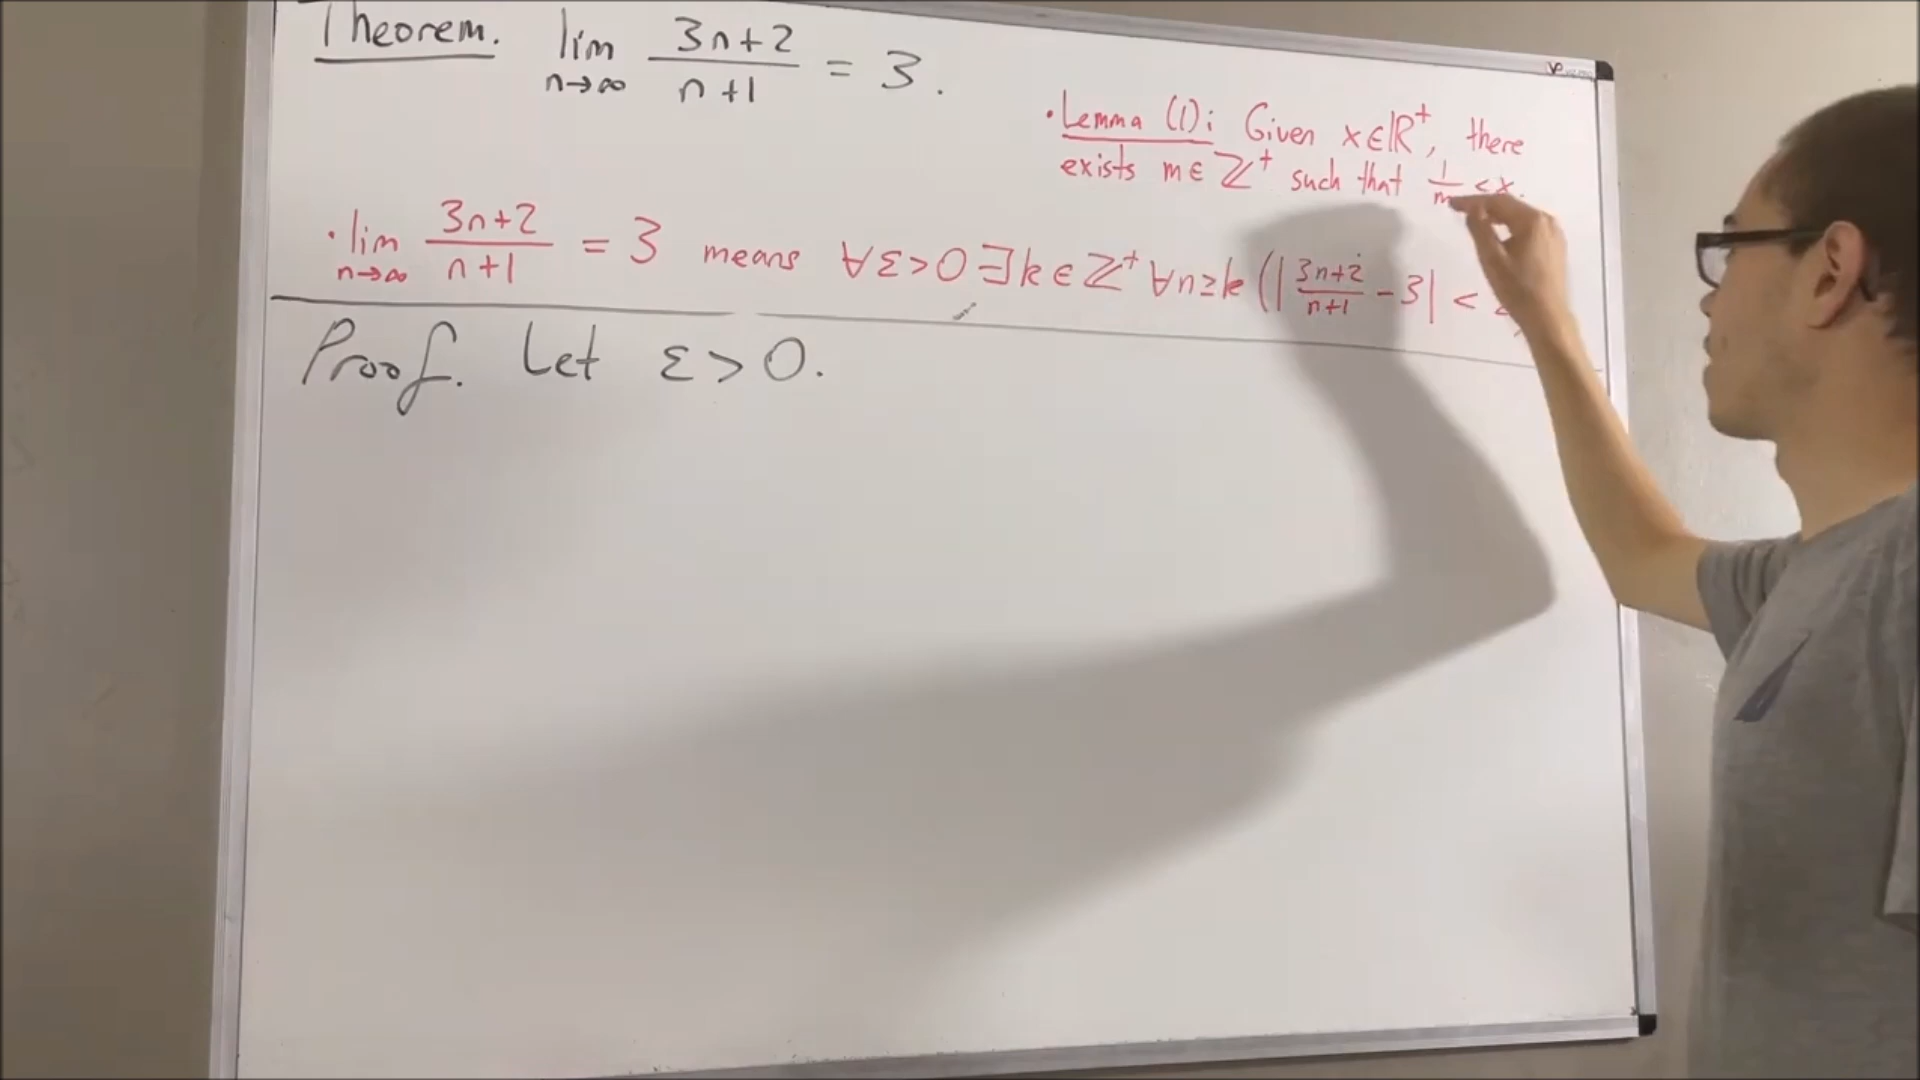 Theorem. lim n→∞ 3n+2 / n+1 = 3.
• Lemma (1): Given x∈ℝ⁺, there
exists m∈ℤ⁺ such that 1/m < x.
• lim n→∞ 3n+2 / n+1 = 3 means ∀ε>0 ∃k∈ℤ⁺ ∀n≥k (| 3n+2 / n+1 - 3| <
Proof. Let ε>0.